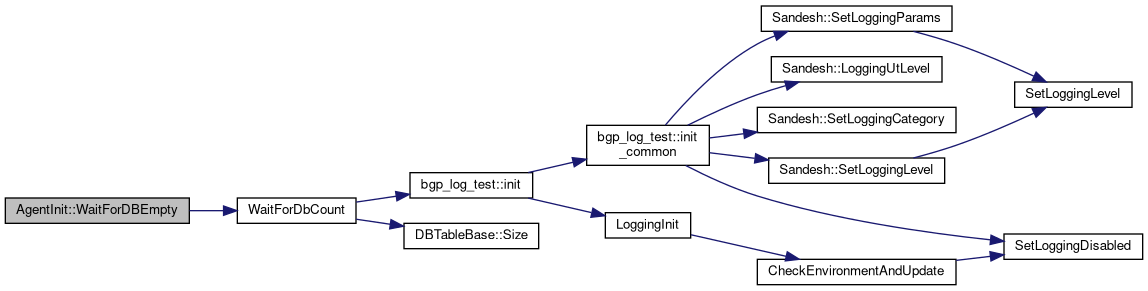 AgentInit::WaitForDBEmpty
WaitForDbCount
bgp_log_test::init
DBTableBase::Size
bgp_log_test::init
_common
LoggingInit
Sandesh::SetLoggingParams
Sandesh::LoggingUtLevel
Sandesh::SetLoggingCategory
Sandesh::SetLoggingLevel
CheckEnvironmentAndUpdate
SetLoggingLevel
SetLoggingDisabled